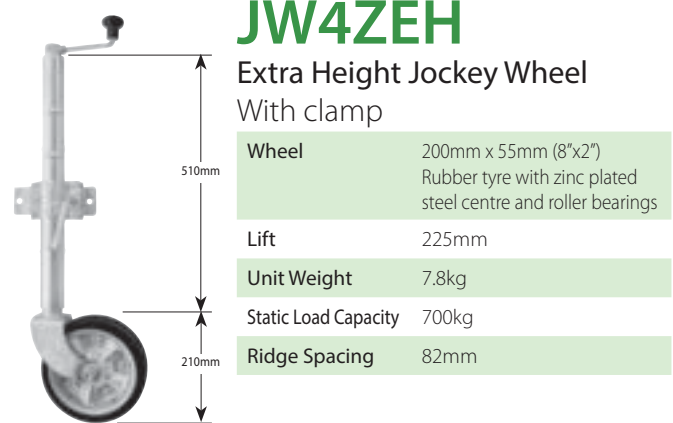 JW4ZEH
Extra Height Jockey Wheel
With clamp
Wheel 200mm x 55mm (8”x2”)
Rubber tyre with zinc plated
steel centre and roller bearings
Lift 225mm
Unit Weight 7.8kg
Static Load Capacity 700kg
Ridge Spacing 82mm
510mm
210mm